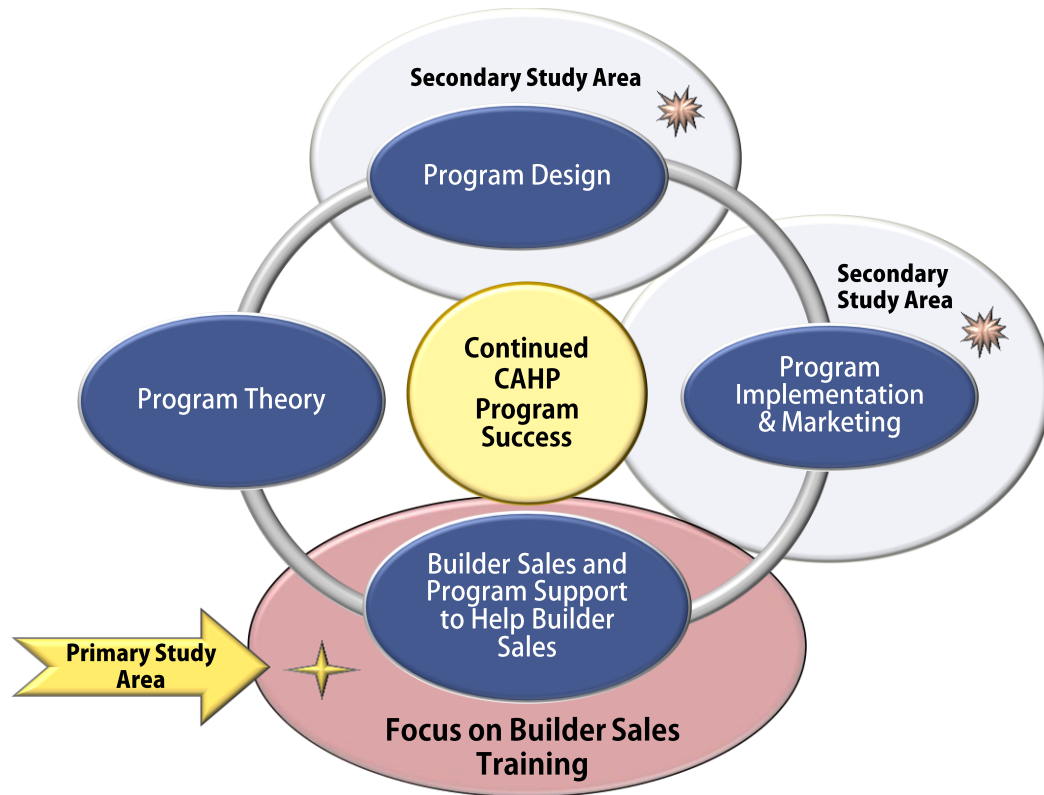 Secondary Study Area
Program Design
Secondary
Study Area
Continued
CAHP
Program
Success
Program Theory
Program
Implementation
& Marketing
Builder Sales and
Program Support
to Help Builder
Sales
Primary Study
Area
Focus on Builder Sales
Training